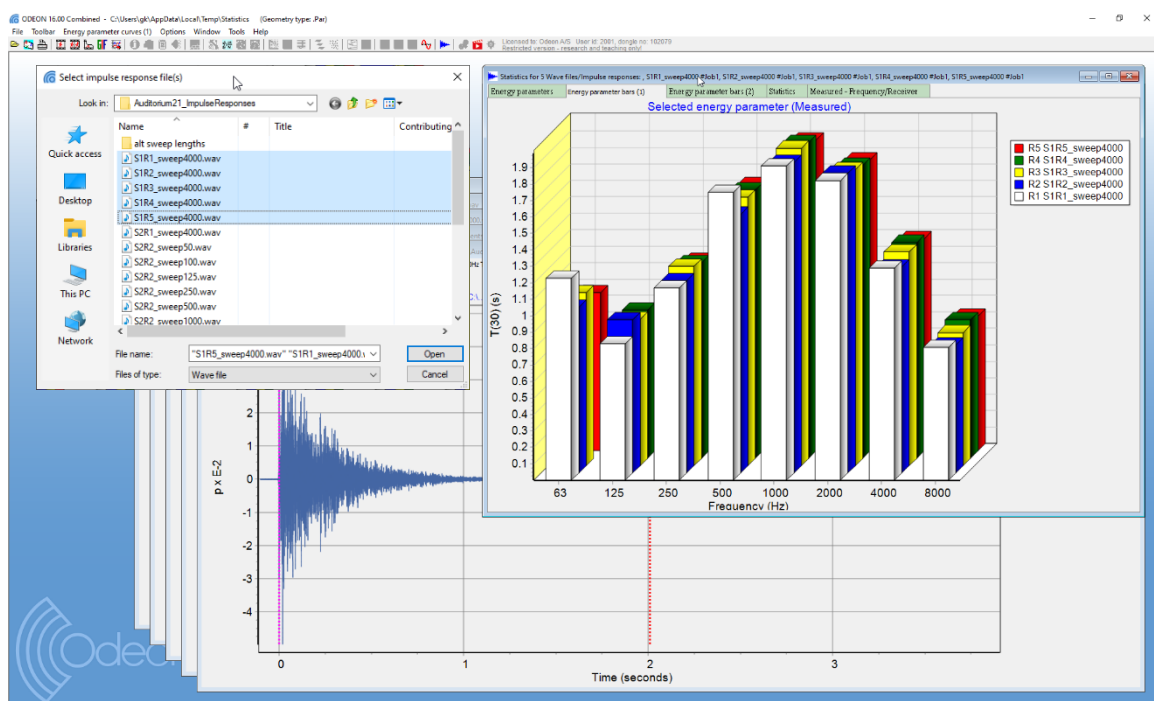 ODEON 16.00 Combined - C:\Users\gk\AppData\Local\Temp\Statistics (Geometry type: .Par)
File Toolbar Energy parameter curves (1) Options Window Tools Help
Licensed to: Odeon A/S User id: 2001, dongle no: 102079
Restricted version - research and teaching only!
Select impulse response file(s)
Look in: Auditorium21_ImpulseResponses
Name # Title Contributing
Quick access
Desktop
Libraries
This PC
Network
alt sweep lengths
S1R1_sweep4000.wav
S1R2_sweep4000.wav
S1R3_sweep4000.wav
S1R4_sweep4000.wav
S1R5_sweep4000.wav
S2R1_sweep4000.wav
S2R2_sweep50.wav
S2R2_sweep100.wav
S2R2_sweep125.wav
S2R2_sweep250.wav
S2R2_sweep500.wav
S2R2_sweep1000.wav
File name: "S1R5_sweep4000.wav" "S1R1_sweep4000.v Open
Files of type: Wave file Cancel
Statistics for 5 Wave files/Impulse responses: , S1R1_sweep4000 #Job1, S1R2_sweep4000 #Job1, S1R3_sweep4000 #Job1, S1R4_sweep4000 #Job1, S1R5_sweep4000 #Job1
Energy parameters Energy parameter bars (1) Energy parameter bars (2) Statistics Measured - Frequency/Receiver
Selected energy parameter (Measured)
R5 S1R5_sweep4000
R4 S1R4_sweep4000
R3 S1R3_sweep4000
R2 S1R2_sweep4000
R1 S1R1_sweep4000
T(30) (s)
1.9
1.8
1.7
1.6
1.5
1.4
1.3
1.2
1.1
1
0.9
0.8
0.7
0.6
0.5
0.4
0.3
0.2
0.1
63 125 250 500 1000 2000 4000 8000
Frequency (Hz)
p x E-2
2
1
0
-1
-2
-3
-4
0 1 2 3
Time (seconds)
Odeon